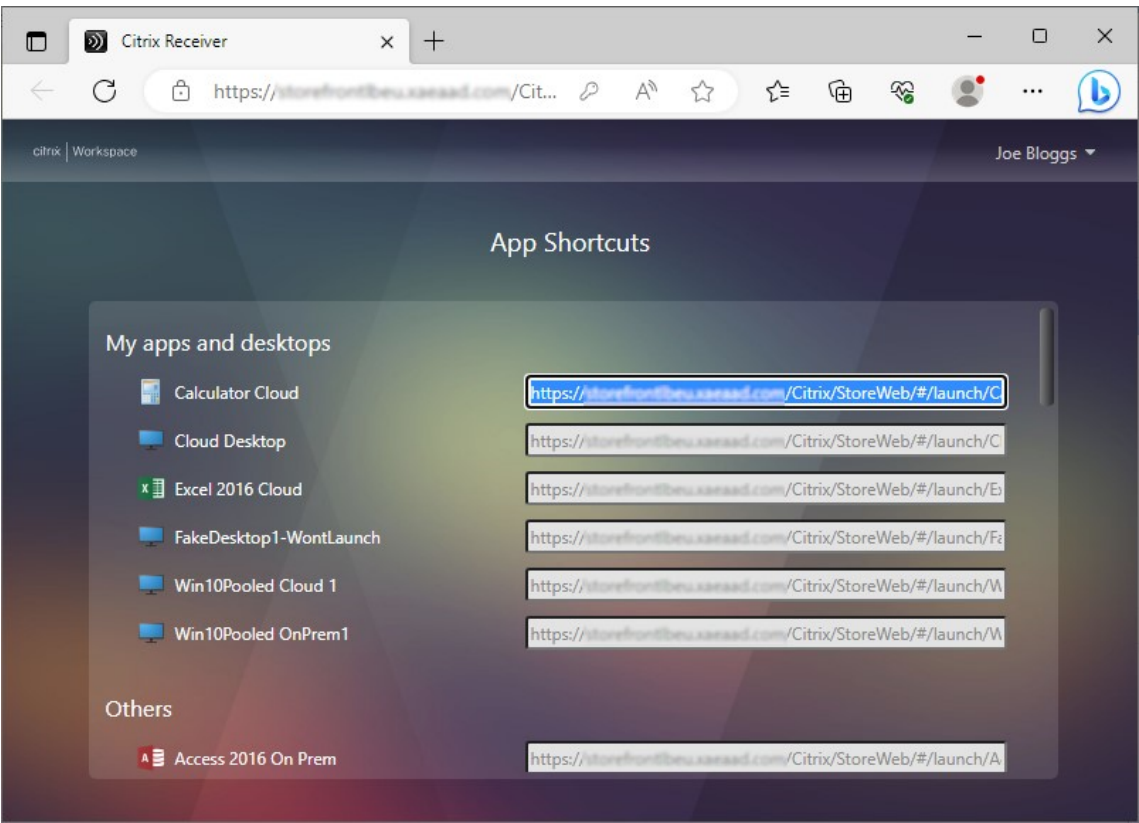 Citrix Receiver
https:// /Cit...
citrix | Workspace
Joe Bloggs
App Shortcuts
My apps and desktops
Calculator Cloud https:// /Citrix/StoreWeb/#/launch/C
Cloud Desktop https:// /Citrix/StoreWeb/#/launch/C
Excel 2016 Cloud https:// /Citrix/StoreWeb/#/launch/Ex
FakeDesktop1-WontLaunch https:// /Citrix/StoreWeb/#/launch/Fa
Win10Pooled Cloud 1 https:// /Citrix/StoreWeb/#/launch/W
Win10Pooled OnPrem1 https:// /Citrix/StoreWeb/#/launch/W
Others
Access 2016 On Prem https:// /Citrix/StoreWeb/#/launch/A